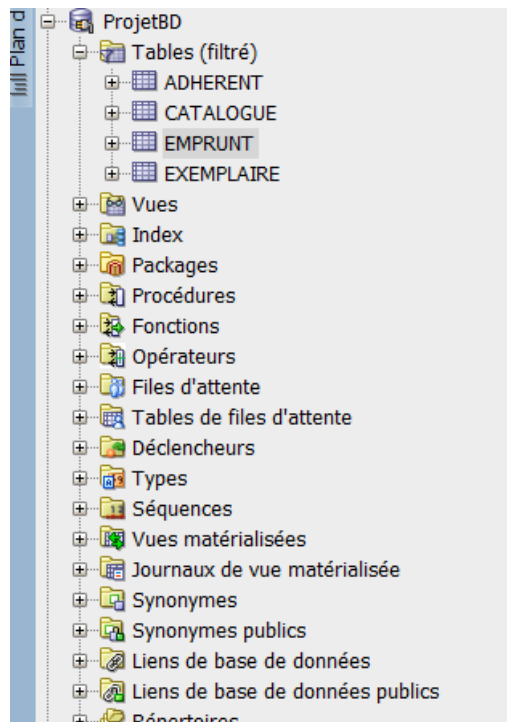 Plan d
ProjetBD
Tables (filtré)
ADHERENT
CATALOGUE
EMPRUNT
EXEMPLAIRE
Vues
Index
Packages
Procédures
Fonctions
Opérateurs
Files d'attente
Tables de files d'attente
Déclencheurs
Types
Séquences
Vues matérialisées
Journaux de vue matérialisée
Synonymes
Synonymes publics
Liens de base de données
Liens de base de données publics
Répertoires